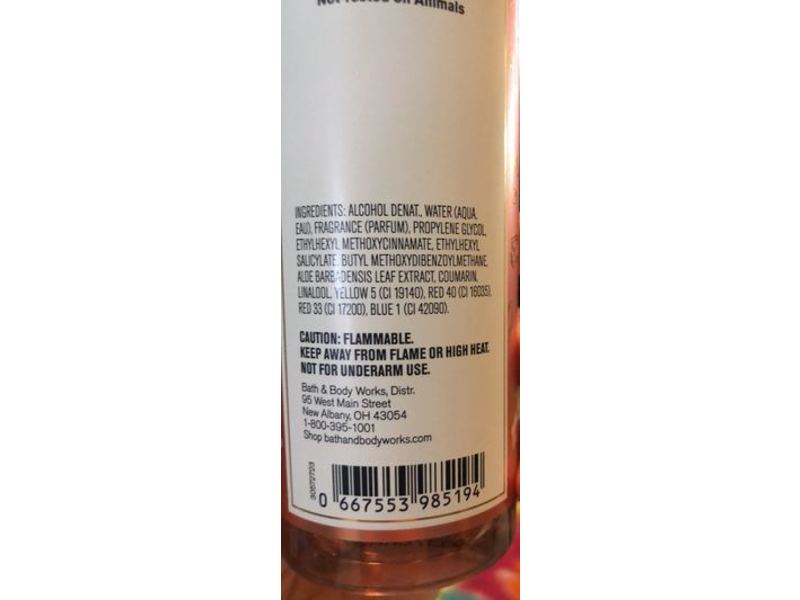 Not Tested on Animals
INGREDIENTS: ALCOHOL DENAT., WATER (AQUA,
EAU), FRAGRANCE (PARFUM), PROPYLENE GLYCOL,
ETHYLHEXYL METHOXYCINNAMATE, ETHYLHEXYL
SALICYLATE, BUTYL METHOXYDIBENZOYLMETHANE,
ALOE BARBADENSIS LEAF EXTRACT, COUMARIN,
LINALOOL, YELLOW 5 (CI 19140), RED 40 (CI 16035),
RED 33 (CI 17200), BLUE 1 (CI 42090).
CAUTION: FLAMMABLE.
KEEP AWAY FROM FLAME OR HIGH HEAT.
NOT FOR UNDERARM USE.
Bath & Body Works, Distr.
95 West Main Street
New Albany, OH 43054
1-800-395-1001
Shop bathandbodyworks.com
0 667553 985194